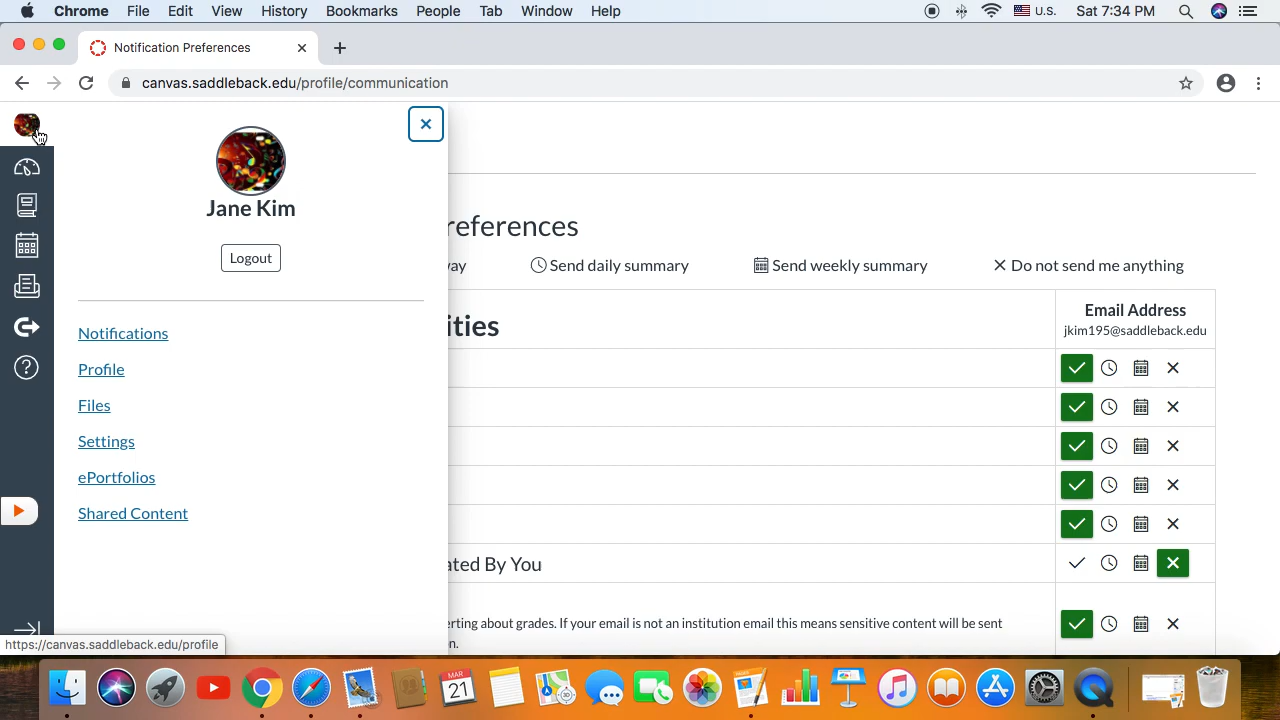 Chrome File Edit View History Bookmarks People Tab Window Help U.S. Sat 7:34 PM
Notification Preferences
canvas.saddleback.edu/profile/communication
Jane Kim
Logout
Notifications
Profile
Files
Settings
ePortfolios
Shared Content
references
way Send daily summary Send weekly summary Do not send me anything
ities
Email Address
jkim195@saddleback.edu
ated By You
erting about grades. If your email is not an institution email this means sensitive content will be sent
n.
https://canvas.saddleback.edu/profile
MAR
21